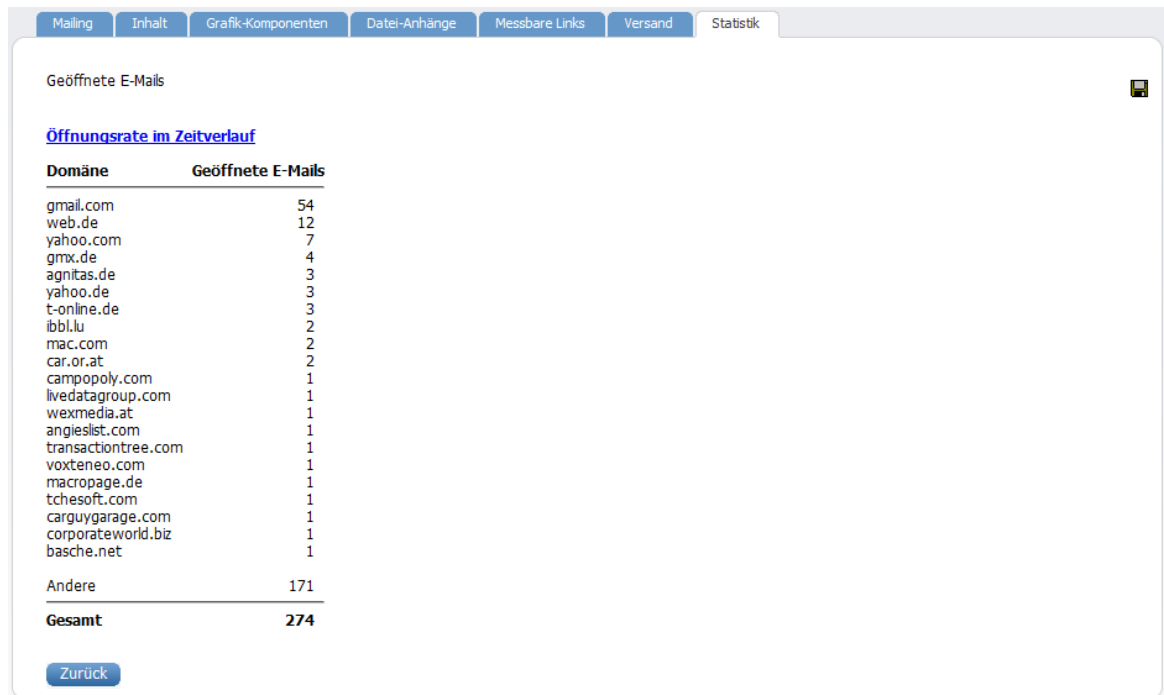 Mailing Inhalt Grafik-Komponenten Datei-Anhänge Messbare Links Versand Statistik
Geöffnete E-Mails
Öffnungsrate im Zeitverlauf
Domäne Geöffnete E-Mails
gmail.com 54
web.de 12
yahoo.com 7
gmx.de 4
agnitas.de 3
yahoo.de 3
t-online.de 3
ibbl.lu 2
mac.com 2
car.or.at 2
campopoly.com 1
livedatagroup.com 1
wexmedia.at 1
angieslist.com 1
transactiontree.com 1
voxteneo.com 1
macropage.de 1
tchesoft.com 1
carguygarage.com 1
corporateworld.biz 1
basche.net 1
Andere 171
Gesamt 274
Zurück